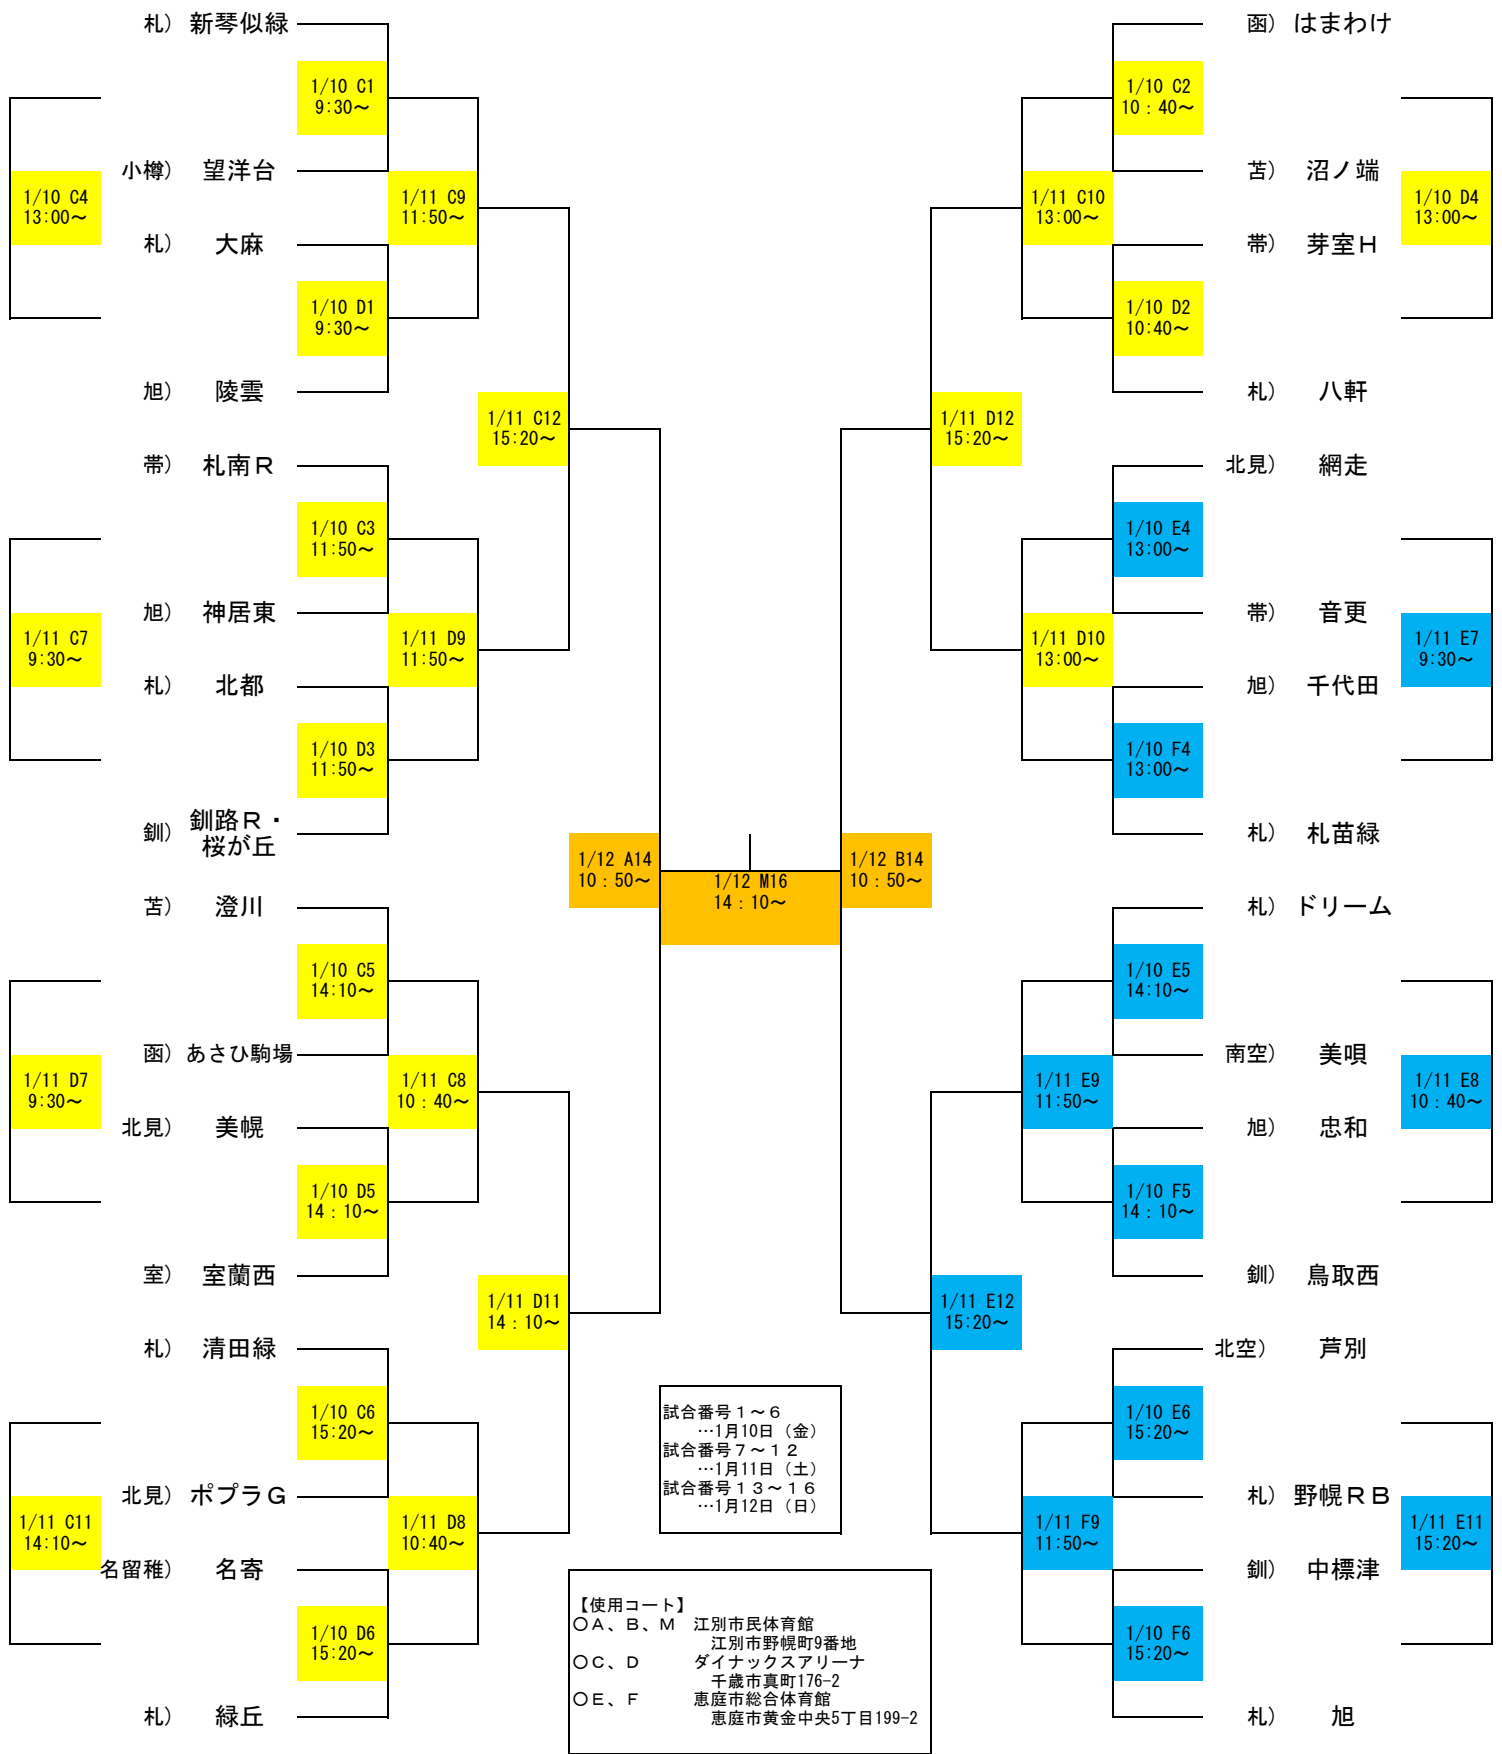 札） 新琴似緑
1/10 C1
9:30～
小樽） 望洋台
1/10 C4
13:00～
1/11 C9
11:50～
札） 大麻
1/10 D1
9:30～
旭） 陵雲
1/11 C12
15:20～
帯） 札南Ｒ
1/10 C3
11:50～
旭） 神居東
1/11 C7
9:30～
1/11 D9
11:50～
札） 北都
1/10 D3
11:50～
釧） 釧路Ｒ・
桜が丘
1/12 A14
10：50～
苫） 澄川
1/10 C5
14:10～
函） あさひ駒場
1/11 D7
9:30～
1/11 C8
10：40～
北見） 美幌
1/10 D5
14：10～
室） 室蘭西
1/11 D11
14：10～
札） 清田緑
1/10 C6
15:20～
北見） ポプラＧ
1/11 C11
14:10～
1/11 D8
10:40～
名留稚） 名寄
1/10 D6
15:20～
札） 緑丘
1/12 M16
14：10～
函） はまわけ
1/10 C2
10：40～
苫） 沼ノ端
1/11 C10
13:00～
1/10 D4
13:00～
帯） 芽室Ｈ
1/10 D2
10:40～
札） 八軒
1/11 D12
15:20～
北見） 網走
1/10 E4
13:00～
帯） 音更
1/11 D10
13:00～
1/11 E7
9:30～
旭） 千代田
1/10 F4
13:00～
札） 札苗緑
1/12 B14
10：50～
札） ドリーム
1/10 E5
14:10～
南空） 美唄
1/11 E9
11:50～
1/11 E8
10：40～
旭） 忠和
1/10 F5
14：10～
釧） 鳥取西
1/11 E12
15:20～
北空） 芦別
1/10 E6
15:20～
札） 野幌ＲＢ
1/11 F9
11:50～
1/11 E11
15:20～
釧） 中標津
1/10 F6
15:20～
札） 旭
試合番号１～６
…1月10日（金）
試合番号７～１２
…1月11日（土）
試合番号１３～１６
…1月12日（日）
【使用コート】
〇Ａ、Ｂ、Ｍ 江別市民体育館
江別市野幌町9番地
〇Ｃ、Ｄ ダイナックスアリーナ
千歳市真町176-2
〇Ｅ、Ｆ 恵庭市総合体育館
恵庭市黄金中央5丁目199-2